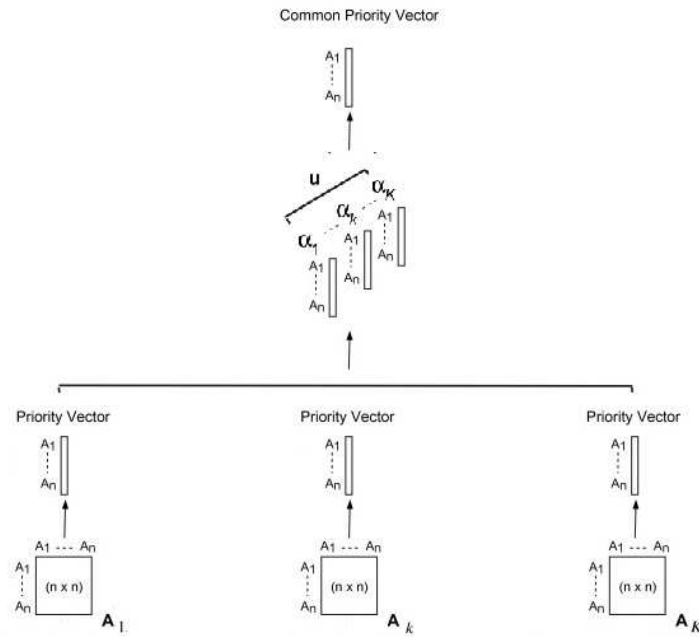 Common Priority Vector
A1
An
u
αK
αk
α1
A1
An
A1
An
A1
An
Priority Vector Priority Vector Priority Vector
A1 A1 A1
An An An
A1 ---- An A1 ---- An A1 ---- An
A1 (n x n) A1 (n x n) A1 (n x n)
An An An
A1 Ak AK